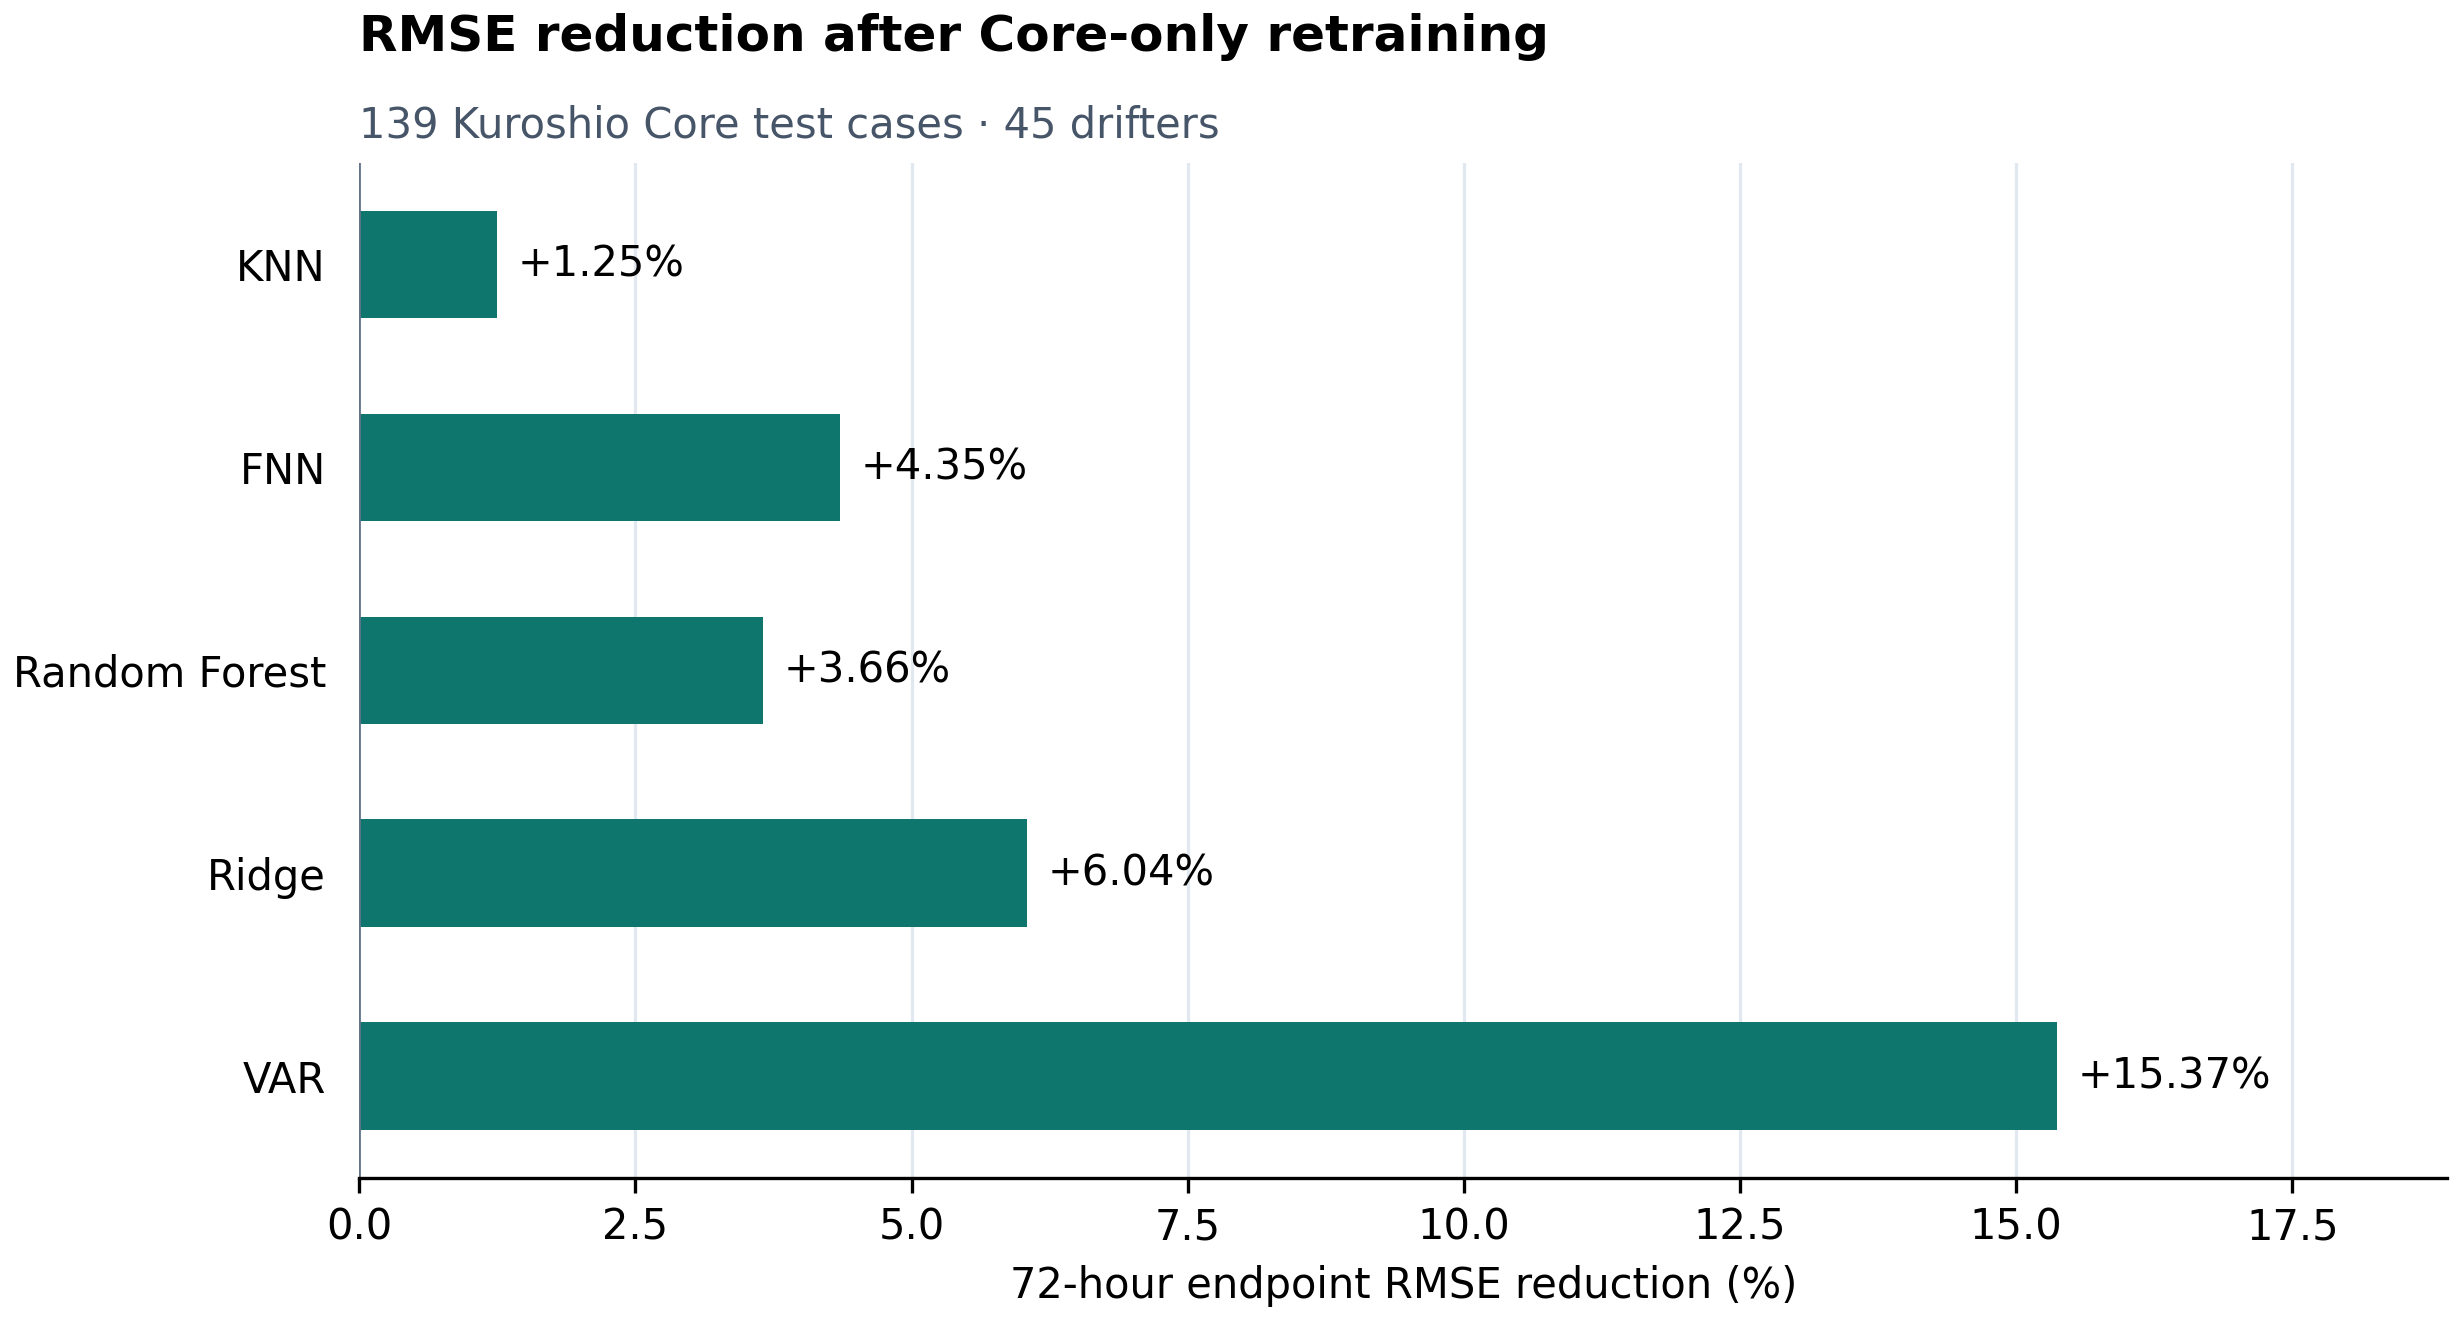 RMSE reduction after Core-only retraining
139 Kuroshio Core test cases · 45 drifters
KNN
+1.25%
FNN
+4.35%
Random Forest
+3.66%
Ridge
+6.04%
VAR
+15.37%
0.0 2.5 5.0 7.5 10.0 12.5 15.0 17.5
72-hour endpoint RMSE reduction (%)